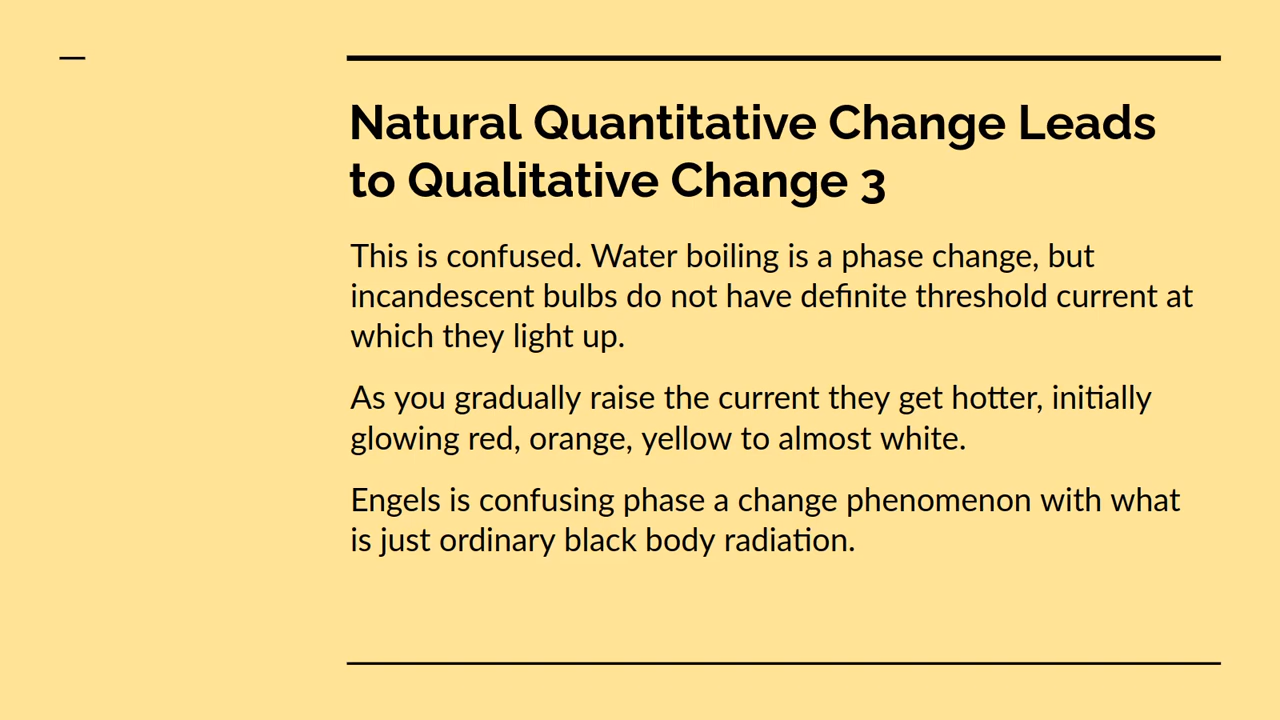 Natural Quantitative Change Leads
to Qualitative Change 3
This is confused. Water boiling is a phase change, but
incandescent bulbs do not have definite threshold current at
which they light up.
As you gradually raise the current they get hotter, initially
glowing red, orange, yellow to almost white.
Engels is confusing phase a change phenomenon with what
is just ordinary black body radiation.